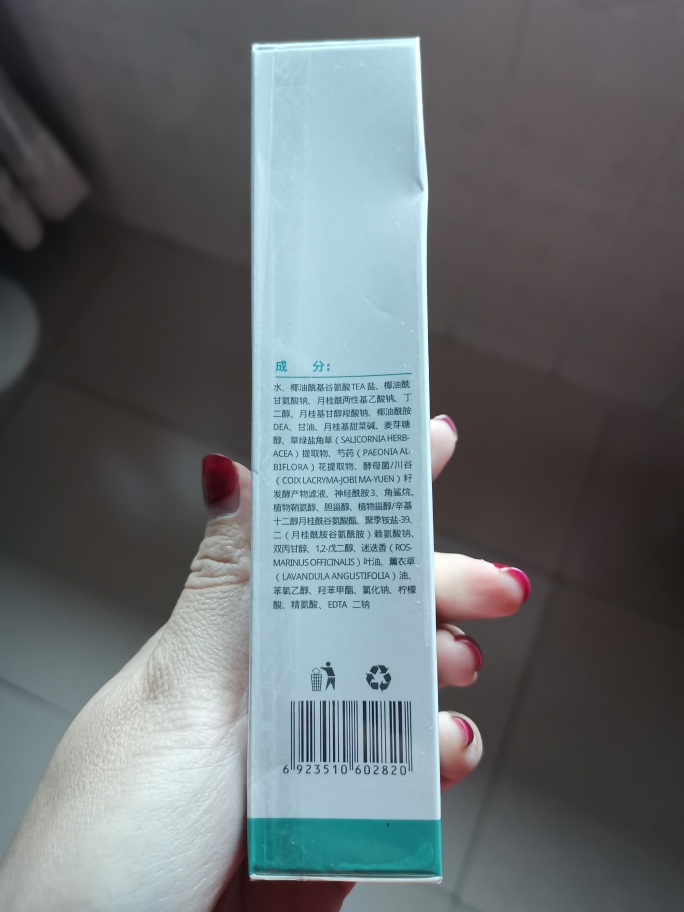 成 分:
水、椰油酰基谷氨酸TEA 盐、椰油酰
甘氨酸钠、月桂酰两性基乙酸钠、丁
二醇、月桂基甘醇羧酸钠、椰油酰胺
DEA、甘油、月桂基甜菜碱、麦芽糖
醇、草绿盐角草（SALICORNIA HERB-
ACEA）提取物、芍药（PAEONIA AL-
BIFLORA）花提取物、酵母菌/川谷
（COIX LACRYMA-JOBI MA-YUEN）籽
发酵产物滤液、神经酰胺 3、角鲨烷、
植物鞘氨醇、胆甾醇、植物甾醇/辛基
十二醇月桂酰谷氨酸酯、聚季铵盐-39、
二（月桂酰胺谷氨酰胺）赖氨酸钠、
双丙甘醇、1,2-戊二醇、迷迭香（ROS-
MARINUS OFFICINALIS）叶油、薰衣草
（LAVANDULA ANGUSTIFOLIA）油、
苯氧乙醇、羟苯甲酯、氯化钠、柠檬
酸、精氨酸、EDTA 二钠
6 923510 602820